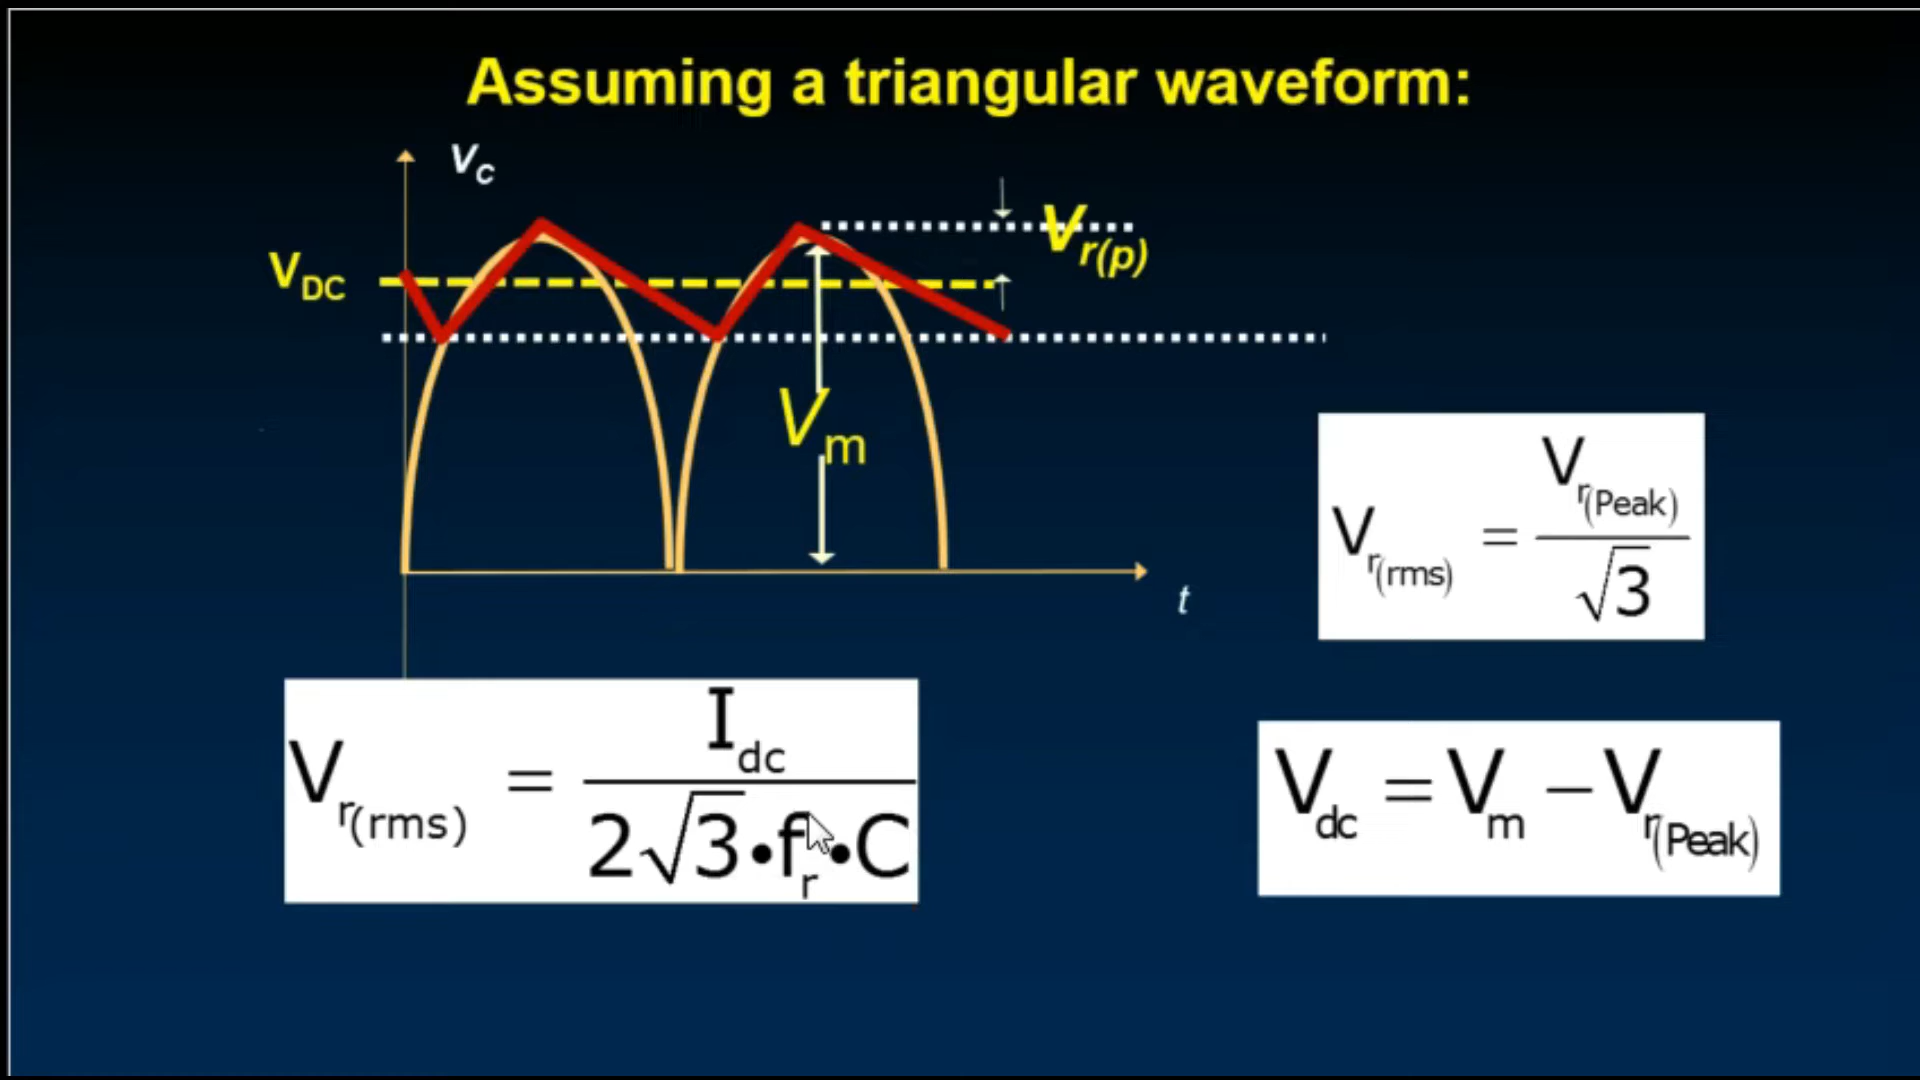 Assuming a triangular waveform:
vc
VDC
Vr(p)
Vm
t
Vr(rms) = Vr(Peak) / √3
Vr(rms) = Idc / 2√3•fr•C
Vdc = Vm − Vr(Peak)